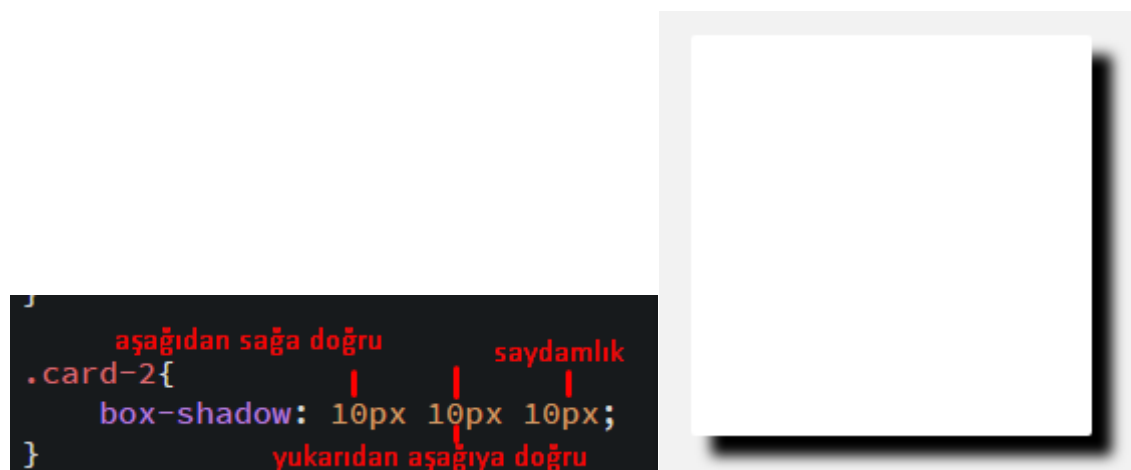 }
aşağıdan sağa doğru
saydamlık
.card-2{
box-shadow: 10px 10px 10px;
}
yukarıdan aşağıya doğru